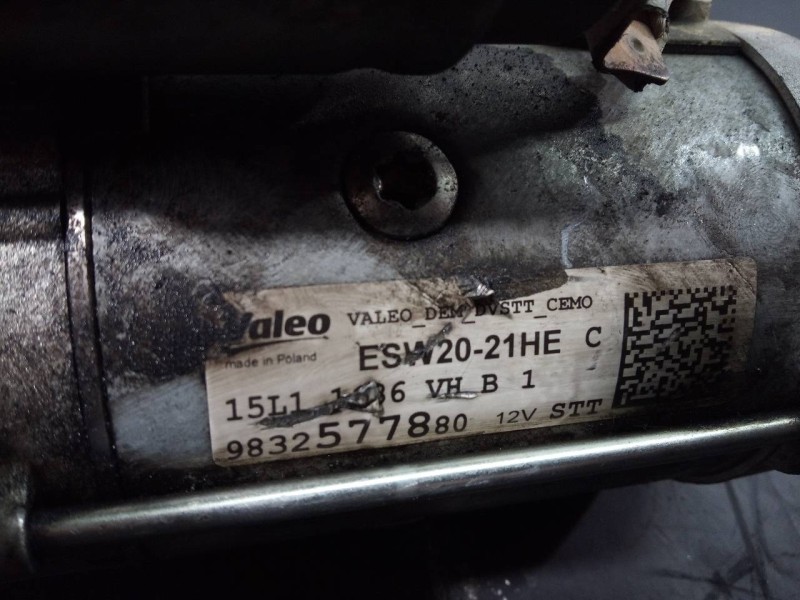 Valeo VALEO_DEM_DVSTT_CEMO
made in Poland ESW20-21HE C
15L1 VH B 1
9832577880 12V STT